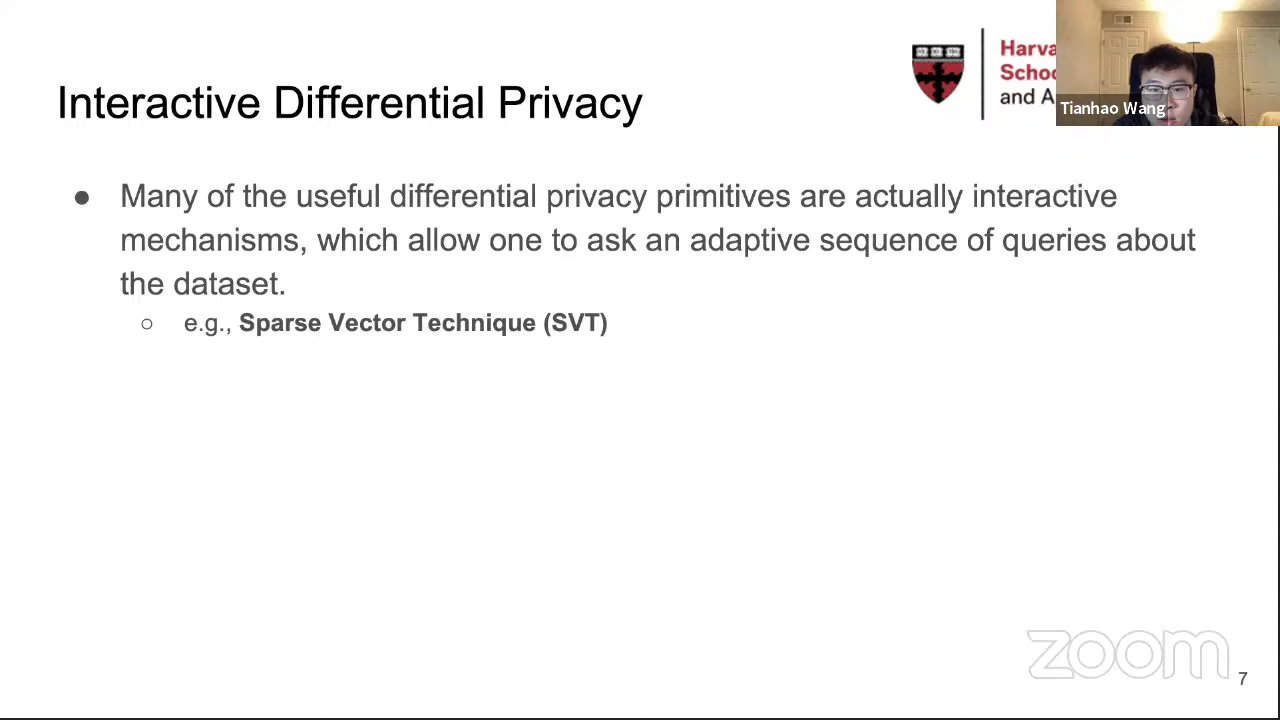 Interactive Differential Privacy
Harva
Schoo
and A
Tianhao Wang
● Many of the useful differential privacy primitives are actually interactive
mechanisms, which allow one to ask an adaptive sequence of queries about
the dataset.
○ e.g., Sparse Vector Technique (SVT)
zoom
7